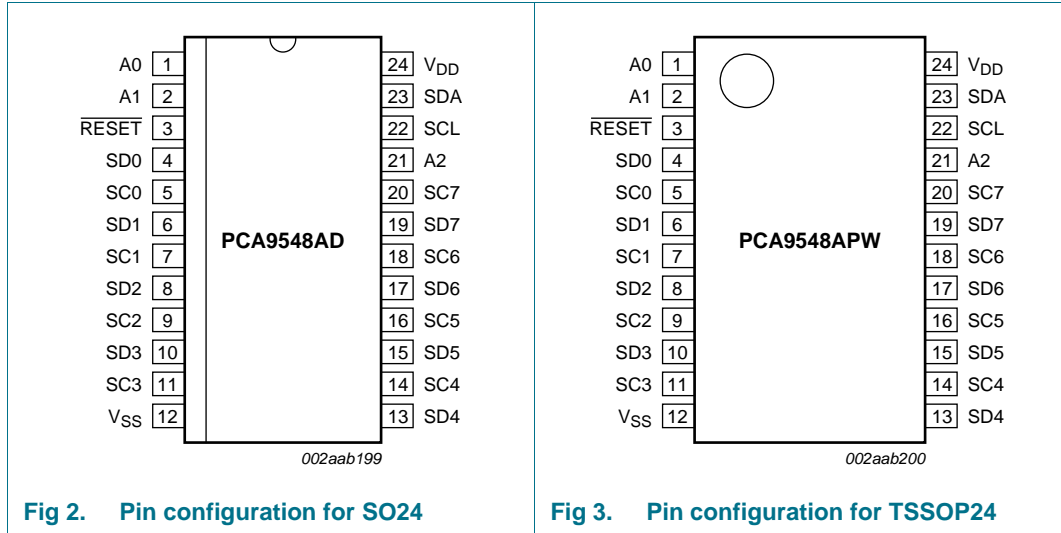 A0 1 24 VDD
A1 2 23 SDA
RESET 3 22 SCL
SD0 4 21 A2
SC0 5 20 SC7
SD1 6 19 SD7
SC1 7 18 SC6
SD2 8 17 SD6
SC2 9 16 SC5
SD3 10 15 SD5
SC3 11 14 SC4
VSS 12 13 SD4
PCA9548AD
002aab199
Fig 2. Pin configuration for SO24
A0 1 24 VDD
A1 2 23 SDA
RESET 3 22 SCL
SD0 4 21 A2
SC0 5 20 SC7
SD1 6 19 SD7
SC1 7 18 SC6
SD2 8 17 SD6
SC2 9 16 SC5
SD3 10 15 SD5
SC3 11 14 SC4
VSS 12 13 SD4
PCA9548APW
002aab200
Fig 3. Pin configuration for TSSOP24